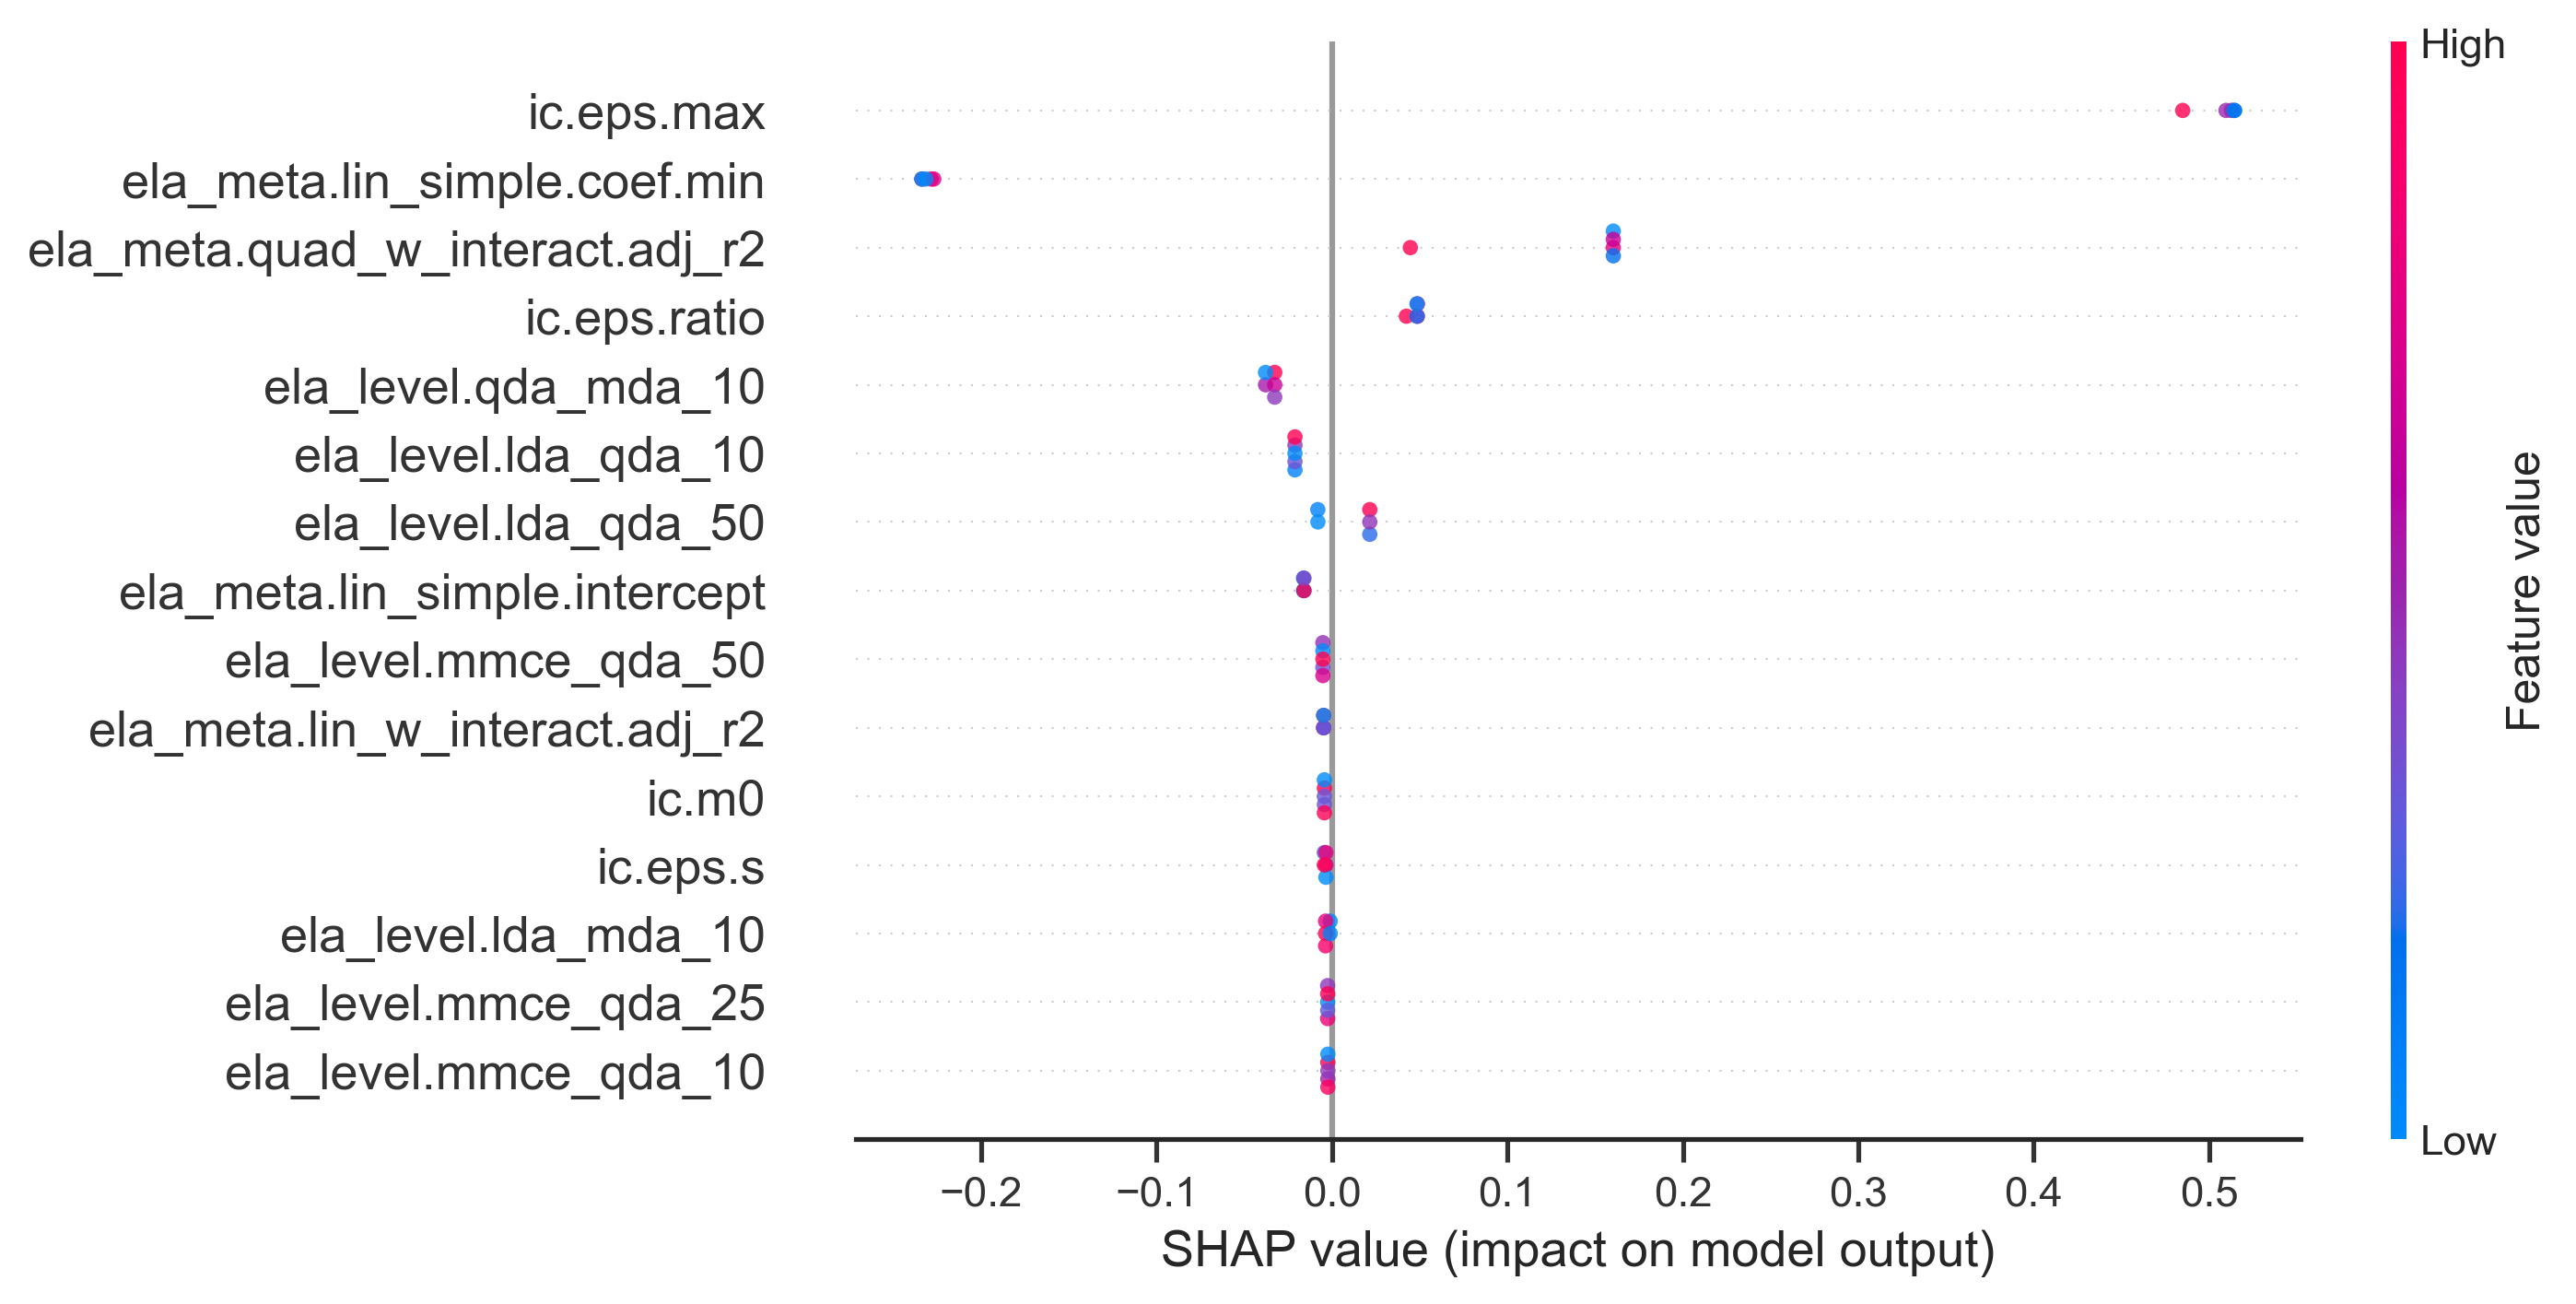 High
ic.eps.max
ela_meta.lin_simple.coef.min
ela_meta.quad_w_interact.adj_r2
ic.eps.ratio
ela_level.qda_mda_10
ela_level.lda_qda_10
ela_level.lda_qda_50
ela_meta.lin_simple.intercept
ela_level.mmce_qda_50
ela_meta.lin_w_interact.adj_r2
ic.m0
ic.eps.s
ela_level.lda_mda_10
ela_level.mmce_qda_25
ela_level.mmce_qda_10
Feature value
Low
−0.2 −0.1 0.0 0.1 0.2 0.3 0.4 0.5
SHAP value (impact on model output)